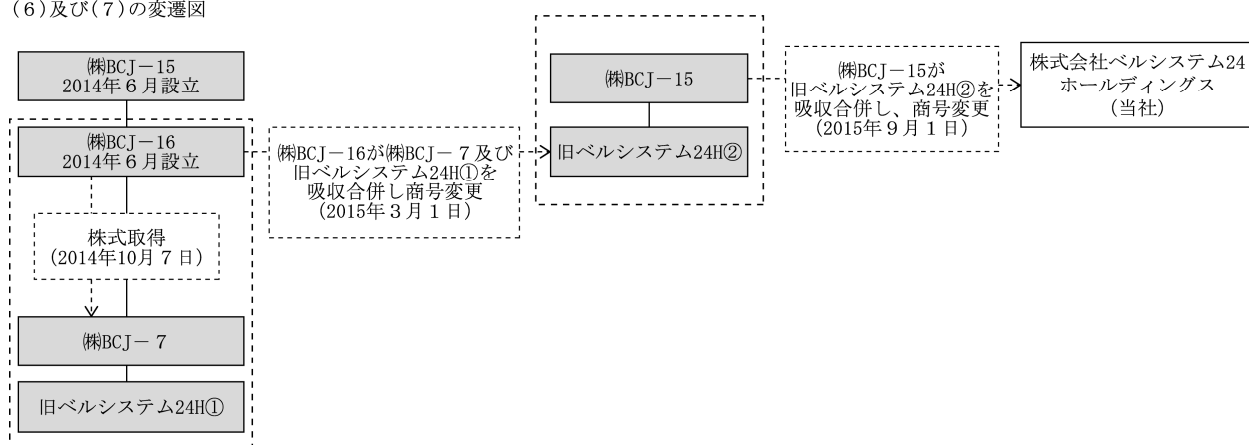 (６)及び(７)の変遷図
㈱BCJ－15
2014年６月設立
㈱BCJ－16
2014年６月設立
株式取得
(2014年10月７日)
㈱BCJ－７
旧ベルシステム24H①
㈱BCJ－16が㈱BCJ－７及び
旧ベルシステム24H①を
吸収合併し商号変更
(2015年３月１日)
㈱BCJ－15
旧ベルシステム24H②
㈱BCJ－15が
旧ベルシステム24H②を
吸収合併し、商号変更
(2015年９月１日)
株式会社ベルシステム24
ホールディングス
(当社)